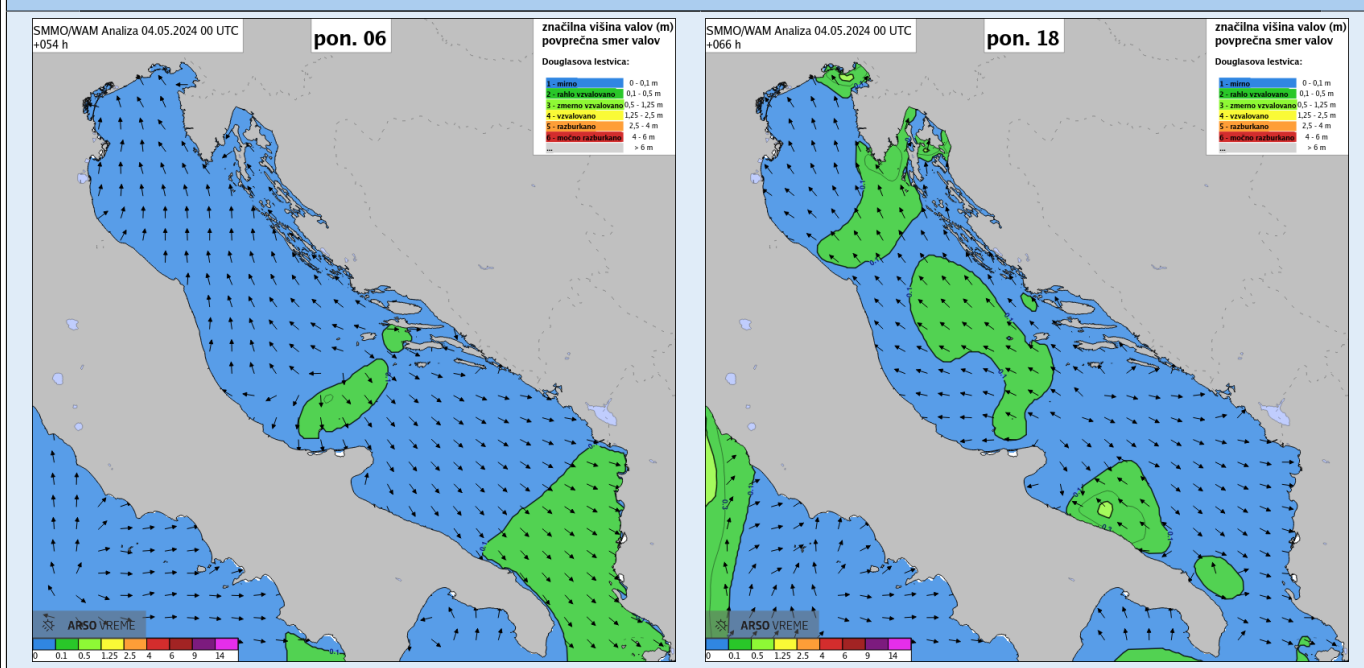 SMMO/WAM Analiza 04.05.2024 00 UTC
+054 h
pon. 06
značilna višina valov (m)
povprečna smer valov
Douglasova lestvica:
1 - mirno 0 - 0,1 m
2 - rahlo vzvalovano 0,1 - 0,5 m
3 - zmerno vzvalovano 0,5 - 1,25 m
4 - vzvalovano 1,25 - 2,5 m
5 - razburkano 2,5 - 4 m
6 - močno razburkano 4 - 6 m
... > 6 m
ARSO VREME
0 0.1 0.5 1.25 2.5 4 6 9 14
SMMO/WAM Analiza 04.05.2024 00 UTC
+066 h
pon. 18
značilna višina valov (m)
povprečna smer valov
Douglasova lestvica:
1 - mirno 0 - 0,1 m
2 - rahlo vzvalovano 0,1 - 0,5 m
3 - zmerno vzvalovano 0,5 - 1,25 m
4 - vzvalovano 1,25 - 2,5 m
5 - razburkano 2,5 - 4 m
6 - močno razburkano 4 - 6 m
... > 6 m
ARSO VREME
0 0.1 0.5 1.25 2.5 4 6 9 14